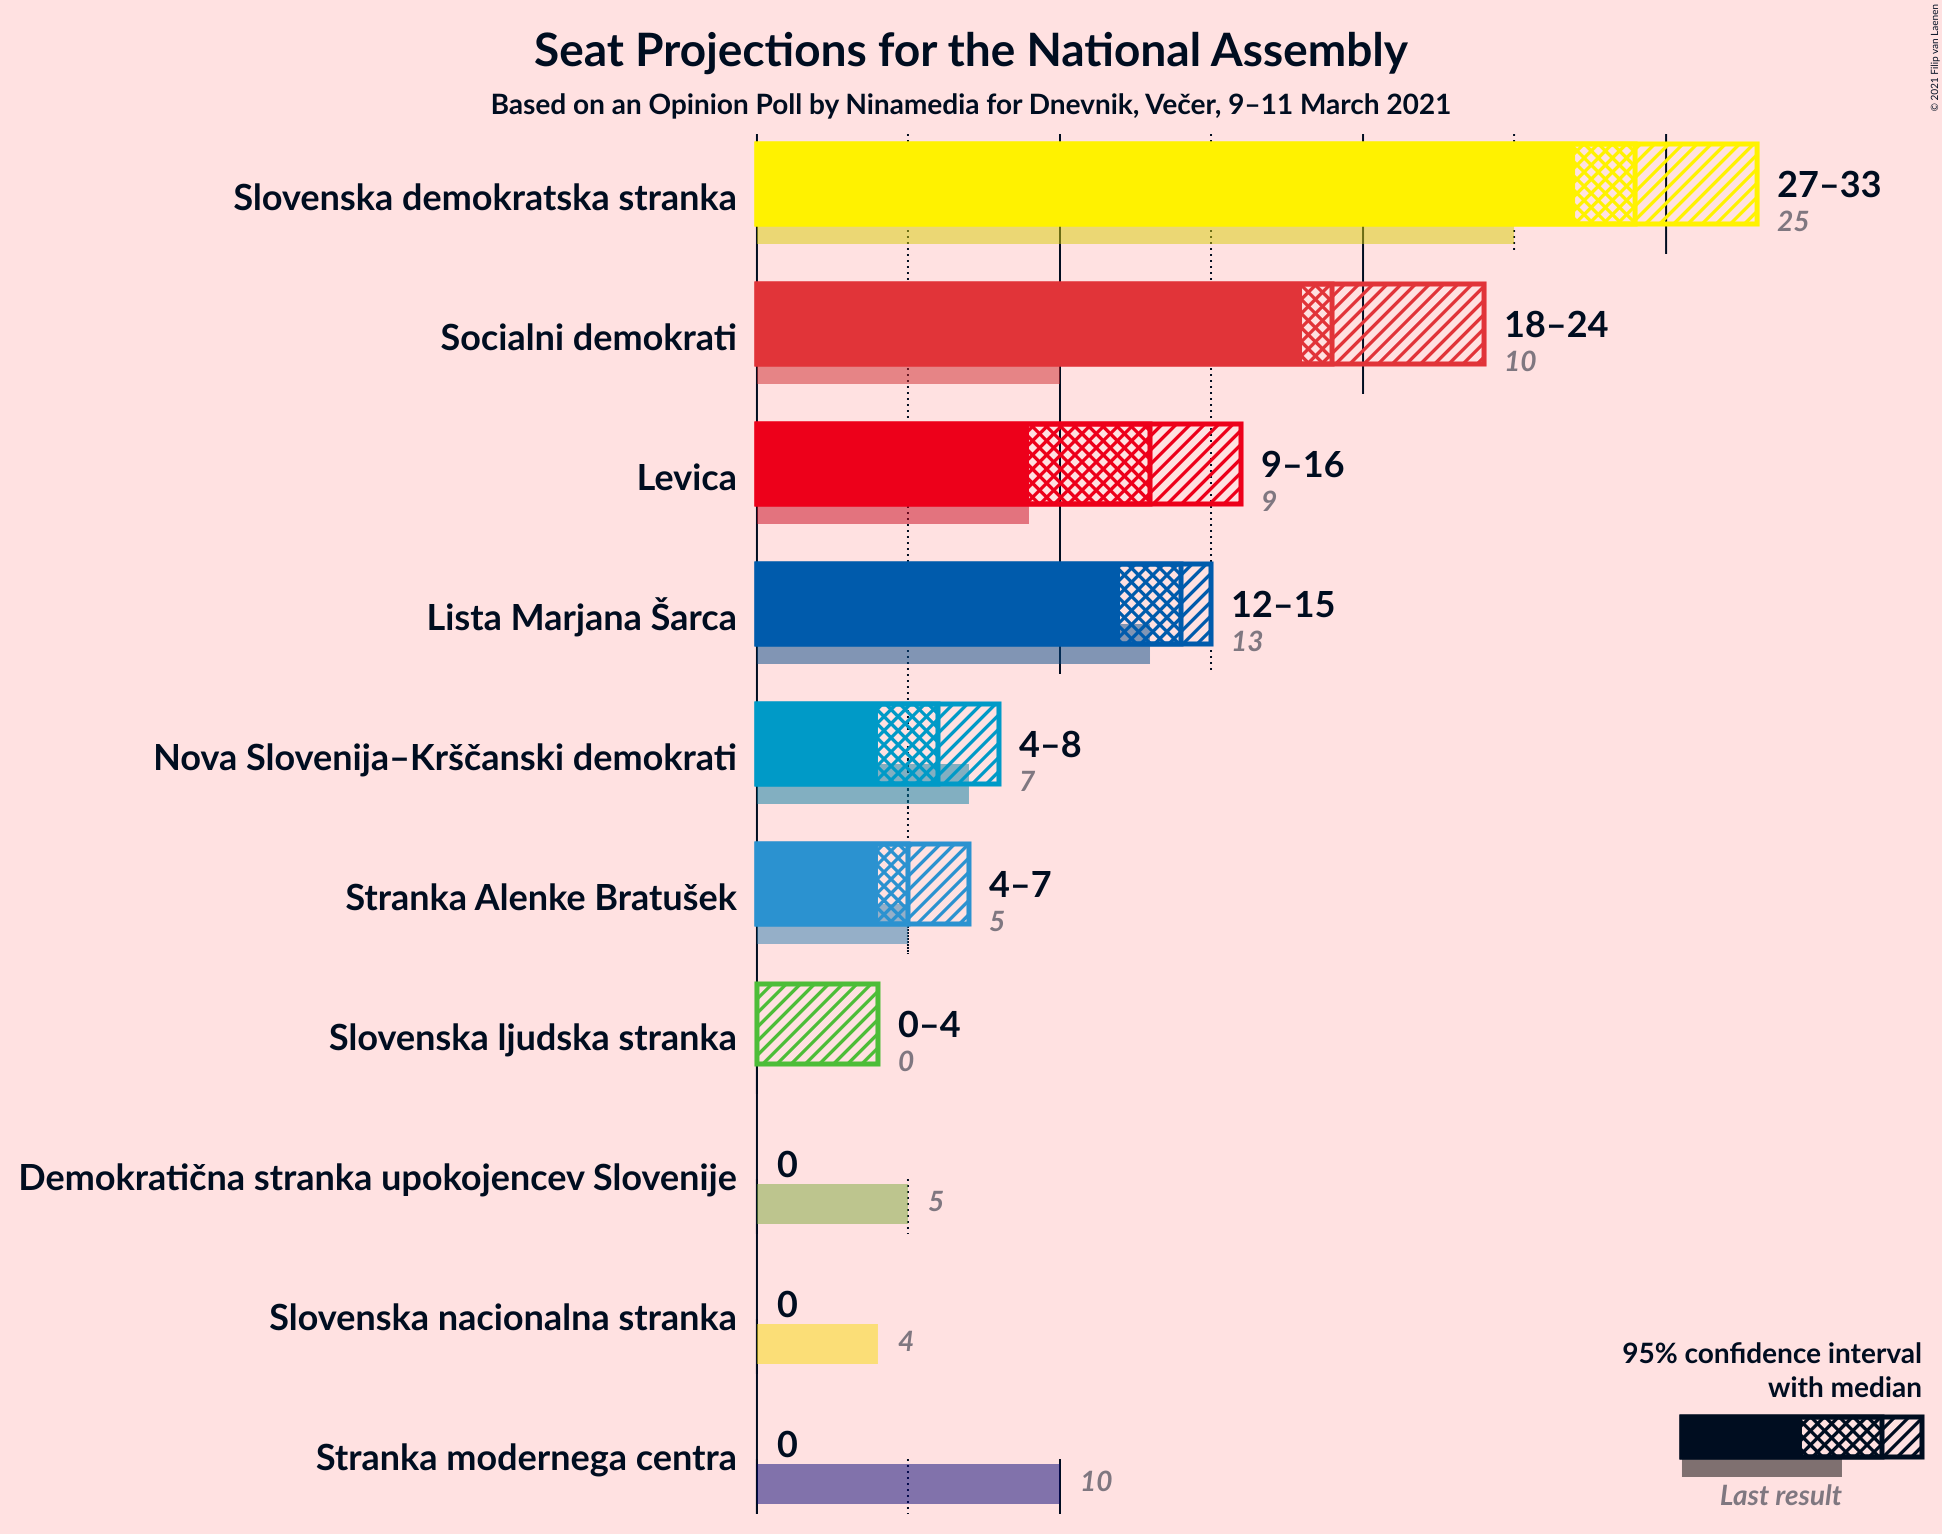 Seat Projections for the National Assembly
Based on an Opinion Poll by Ninamedia for Dnevnik, Večer, 9–11 March 2021
© 2021 Filip van Laenen
Slovenska demokratska stranka
27–33
25
Socialni demokrati
18–24
10
Levica
9–16
9
Lista Marjana Šarca
12–15
13
Nova Slovenija–Krščanski demokrati
4–8
7
Stranka Alenke Bratušek
4–7
5
Slovenska ljudska stranka
0–4
0
Demokratična stranka upokojencev Slovenije
0
5
Slovenska nacionalna stranka
0
4
Stranka modernega centra
0
10
95% confidence interval
with median
Last result